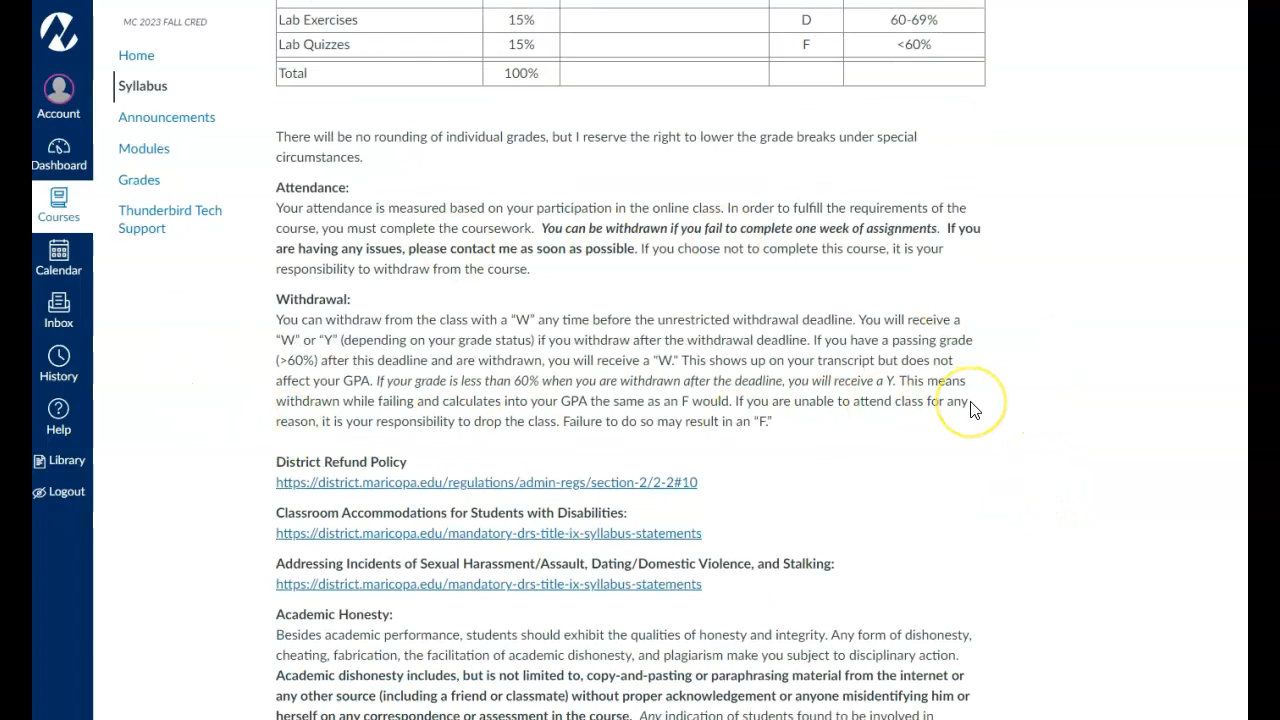 MC 2023 FALL CRED
Account
Dashboard
Courses
Calendar
Inbox
History
Help
Library
Logout
Home
Syllabus
Announcements
Modules
Grades
Thunderbird Tech
Support
Lab Exercises 15% D 60-69%
Lab Quizzes 15% F <60%
Total 100%
There will be no rounding of individual grades, but I reserve the right to lower the grade breaks under special
circumstances.
Attendance:
Your attendance is measured based on your participation in the online class. In order to fulfill the requirements of the
course, you must complete the coursework. You can be withdrawn if you fail to complete one week of assignments. If you
are having any issues, please contact me as soon as possible. If you choose not to complete this course, it is your
responsibility to withdraw from the course.
Withdrawal:
You can withdraw from the class with a “W” any time before the unrestricted withdrawal deadline. You will receive a
“W” or “Y” (depending on your grade status) if you withdraw after the withdrawal deadline. If you have a passing grade
(>60%) after this deadline and are withdrawn, you will receive a "W." This shows up on your transcript but does not
affect your GPA. If your grade is less than 60% when you are withdrawn after the deadline, you will receive a Y. This means
withdrawn while failing and calculates into your GPA the same as an F would. If you are unable to attend class for any
reason, it is your responsibility to drop the class. Failure to do so may result in an “F.”
District Refund Policy
https://district.maricopa.edu/regulations/admin-regs/section-2/2-2#10
Classroom Accommodations for Students with Disabilities:
https://district.maricopa.edu/mandatory-drs-title-ix-syllabus-statements
Addressing Incidents of Sexual Harassment/Assault, Dating/Domestic Violence, and Stalking:
https://district.maricopa.edu/mandatory-drs-title-ix-syllabus-statements
Academic Honesty:
Besides academic performance, students should exhibit the qualities of honesty and integrity. Any form of dishonesty,
cheating, fabrication, the facilitation of academic dishonesty, and plagiarism make you subject to disciplinary action.
Academic dishonesty includes, but is not limited to, copy-and-pasting or paraphrasing material from the internet or
any other source (including a friend or classmate) without proper acknowledgement or anyone misidentifying him or
herself on any correspondence or assessment in the course. Any indication of students found to be involved in